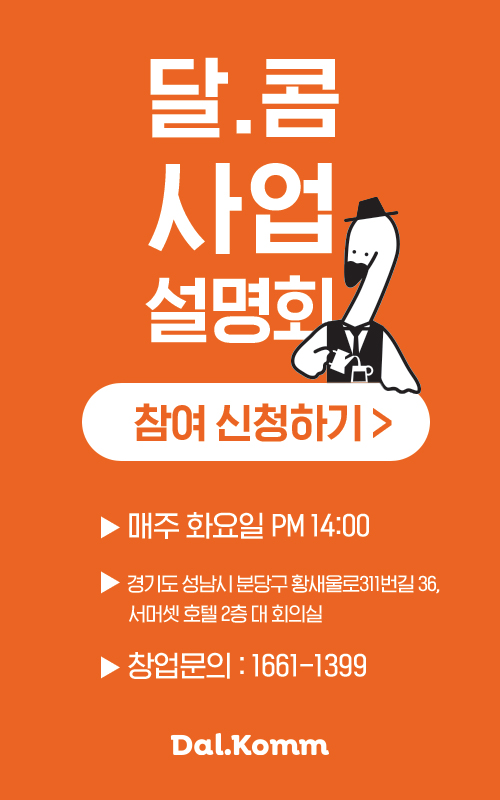 달.콤
사업
설명회
참여 신청하기 >
▶ 매주 화요일 PM 14:00
▶ 경기도 성남시 분당구 황새울로311번길 36,
서머셋 호텔 2층 대 회의실
▶ 창업문의 : 1661-1399
Dal.Komm